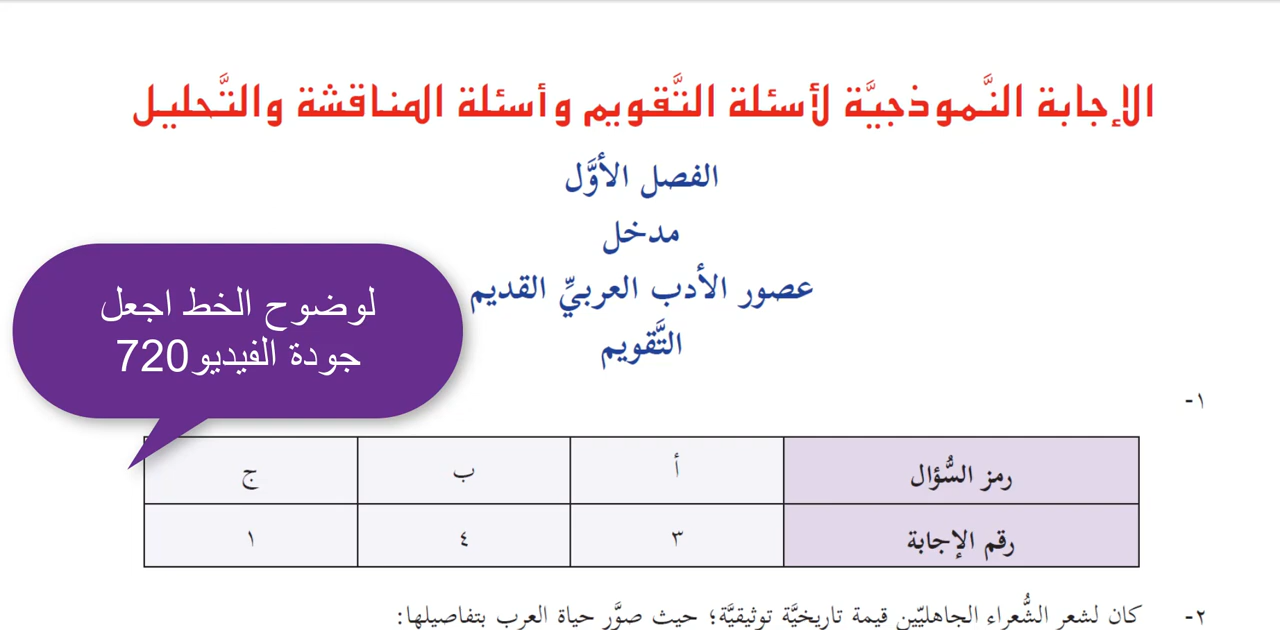 الإجابة النَّموذجيَّة لأسئلة التَّقويم وأسئلة المناقشة والتَّحليل
الفصل الأوَّل
مدخل
عصور الأدب العربيِّ القديم
التَّقويم
لوضوح الخط اجعل
جودة الفيديو720
١-
رمز السُّؤال أ ب ج
رقم الإجابة ٣ ٤ ١
٢- كان لشعر الشُّعراء الجاهليّين قيمة تاريخيَّة توثيقيَّة؛ حيث صوَّر حياة العرب بتفاصيلها: